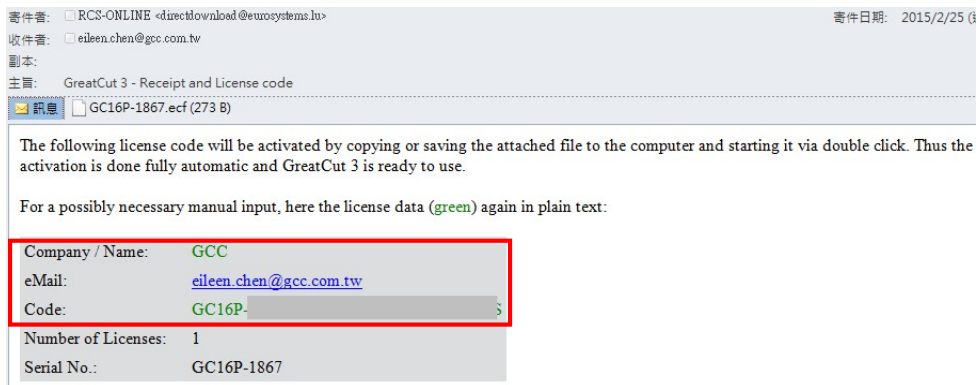 寄件者: RCS-ONLINE <directdownload@eurosystems.lu> 寄件日期: 2015/2/25
收件者: eileen.chen@gcc.com.tw
副本:
主旨: GreatCut 3 - Receipt and License code
訊息 GC16P-1867.ecf (273 B)
The following license code will be activated by copying or saving the attached file to the computer and starting it via double click. Thus the
activation is done fully automatic and GreatCut 3 is ready to use.
For a possibly necessary manual input, here the license data (green) again in plain text:
Company / Name: GCC
eMail: eileen.chen@gcc.com.tw
Code: GC16P- S
Number of Licenses: 1
Serial No.: GC16P-1867